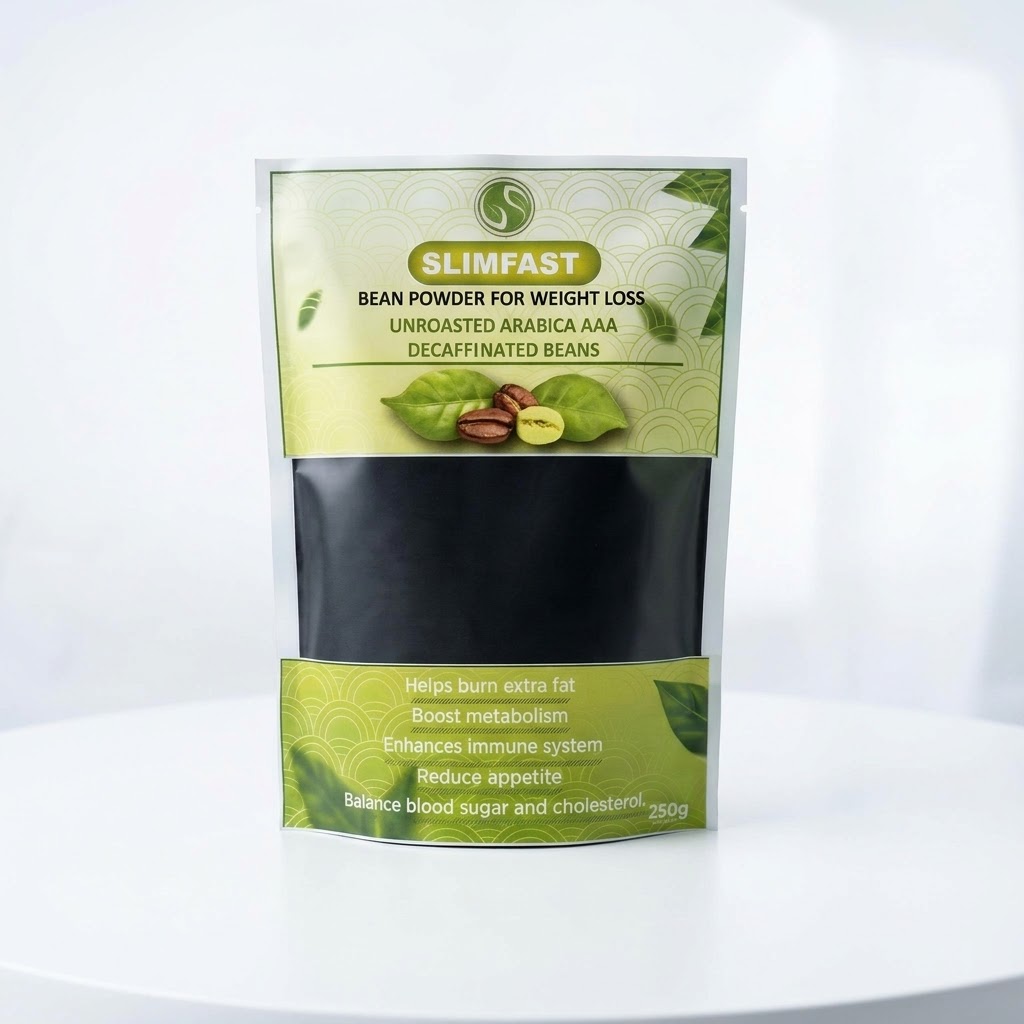 SLIMFAST
BEAN POWDER FOR WEIGHT LOSS
UNROASTED ARABICA AAA
DECAFFINATED BEANS
Helps burn extra fat
Boost metabolism
Enhances immune system
Reduce appetite
Balance blood sugar and cholesterol.
250g